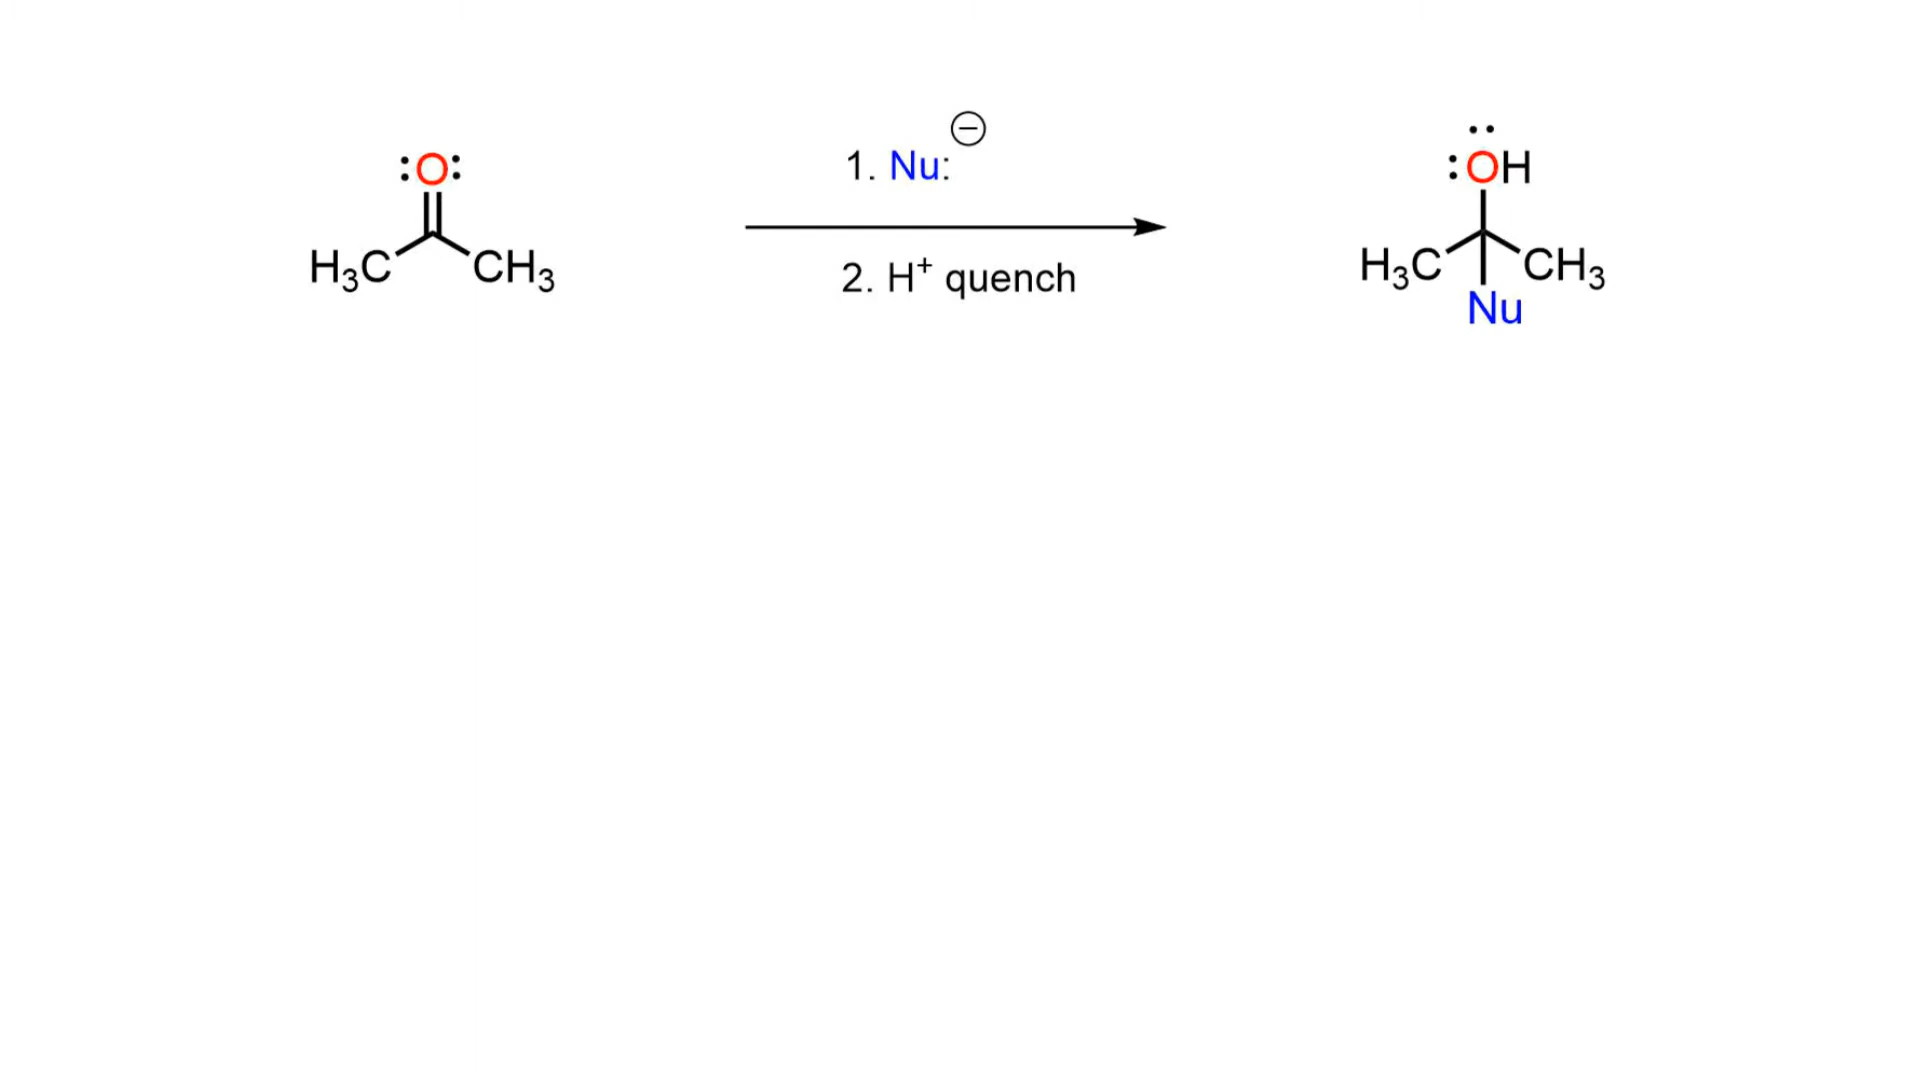 :O:
H₃C CH₃
1. Nu:⊖
2. H⁺ quench
:OH
H₃C CH₃
Nu